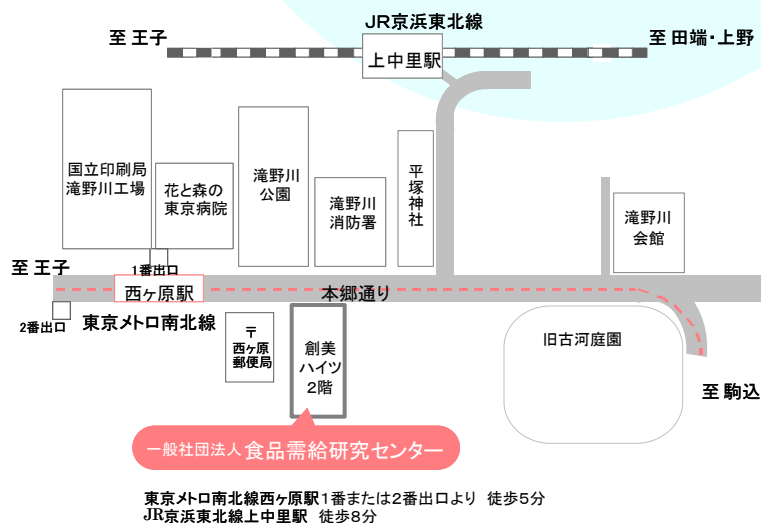 JR京浜東北線
至 王子
至 田端・上野
上中里駅
国立印刷局
滝野川工場
花と森の
東京病院
滝野川
公園
滝野川
消防署
平塚神社
滝野川
会館
至 王子
1番出口
西ヶ原駅
本郷通り
2番出口
東京メトロ南北線
〒
西ヶ原
郵便局
創美
ハイツ
2階
旧古河庭園
至 駒込
一般社団法人 食品需給研究センター
東京メトロ南北線西ヶ原駅1番または2番出口より 徒歩5分
JR京浜東北線上中里駅 徒歩8分